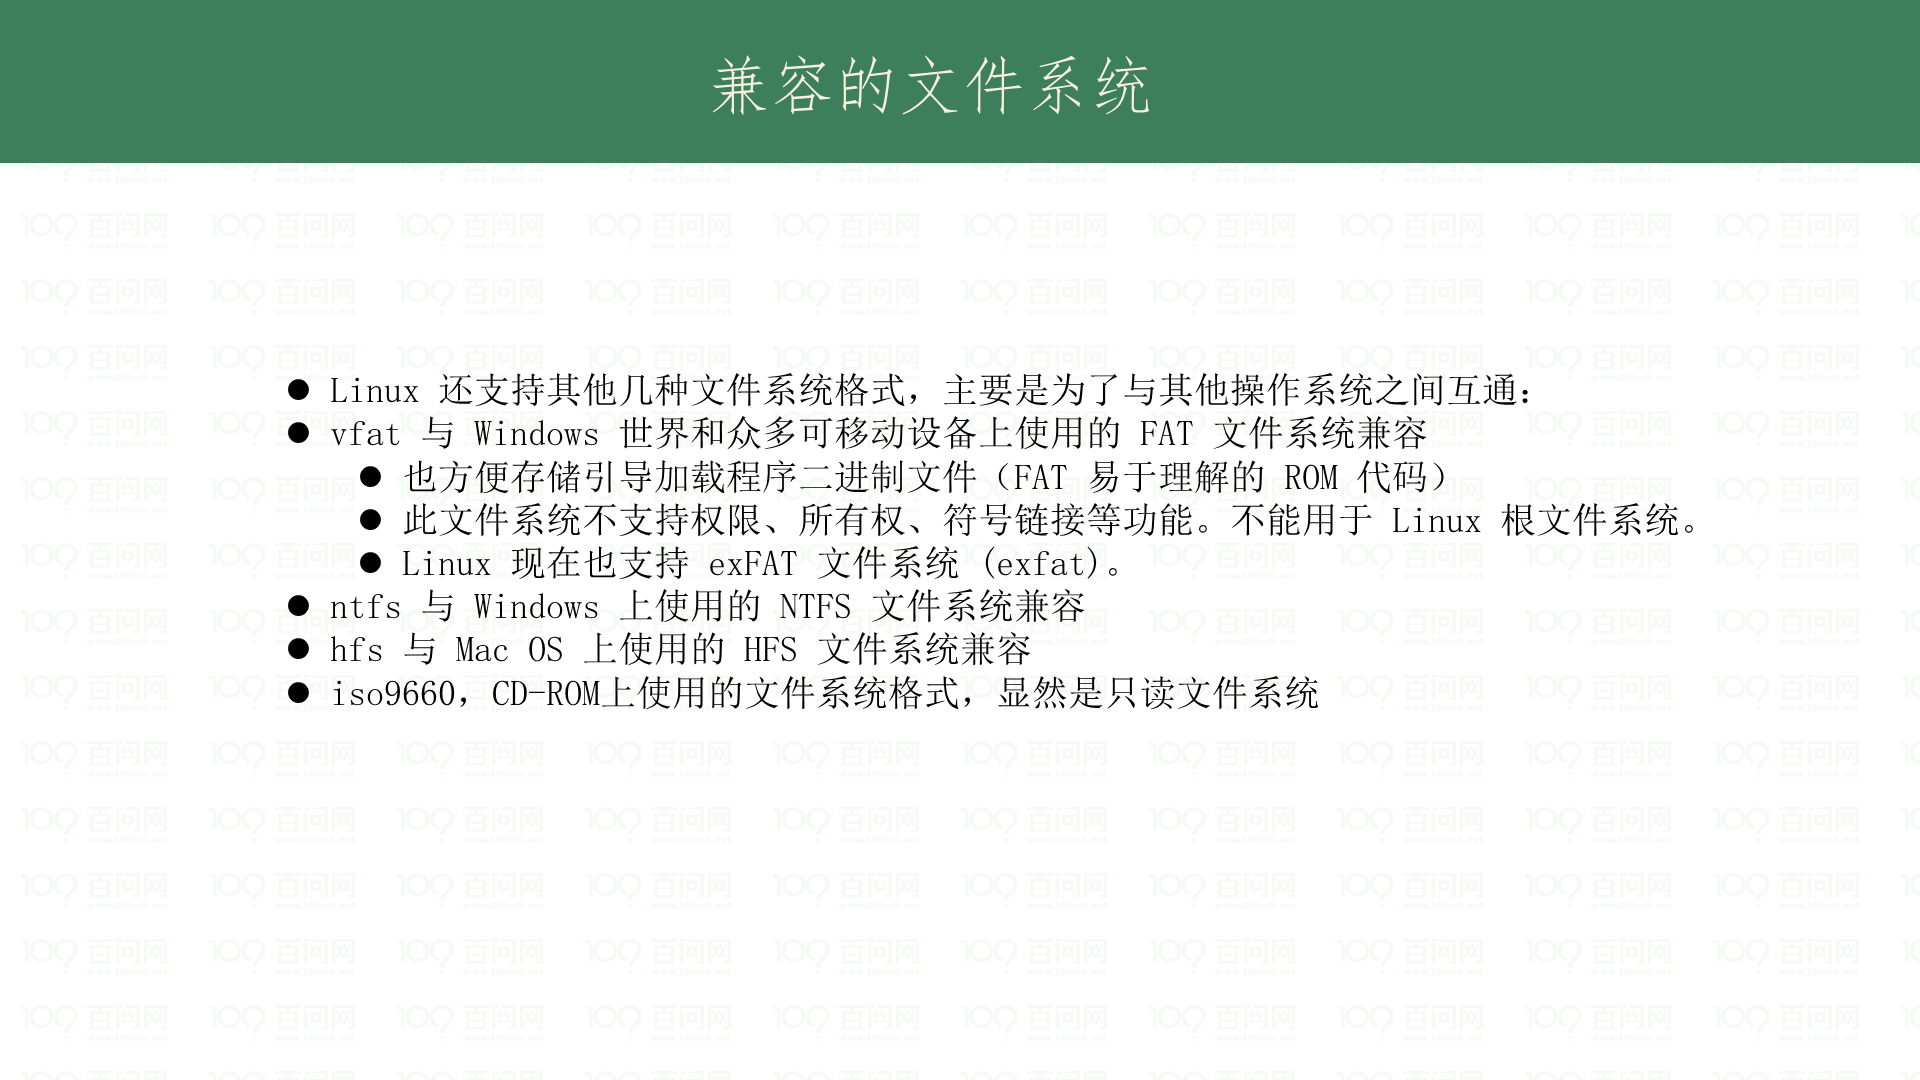 兼容的文件系统
● Linux 还支持其他几种文件系统格式，主要是为了与其他操作系统之间互通：
● vfat 与 Windows 世界和众多可移动设备上使用的 FAT 文件系统兼容
● 也方便存储引导加载程序二进制文件（FAT 易于理解的 ROM 代码）
● 此文件系统不支持权限、所有权、符号链接等功能。不能用于 Linux 根文件系统。
● Linux 现在也支持 exFAT 文件系统 (exfat)。
● ntfs 与 Windows 上使用的 NTFS 文件系统兼容
● hfs 与 Mac OS 上使用的 HFS 文件系统兼容
● iso9660，CD-ROM上使用的文件系统格式，显然是只读文件系统
百问网
www.100ask.net